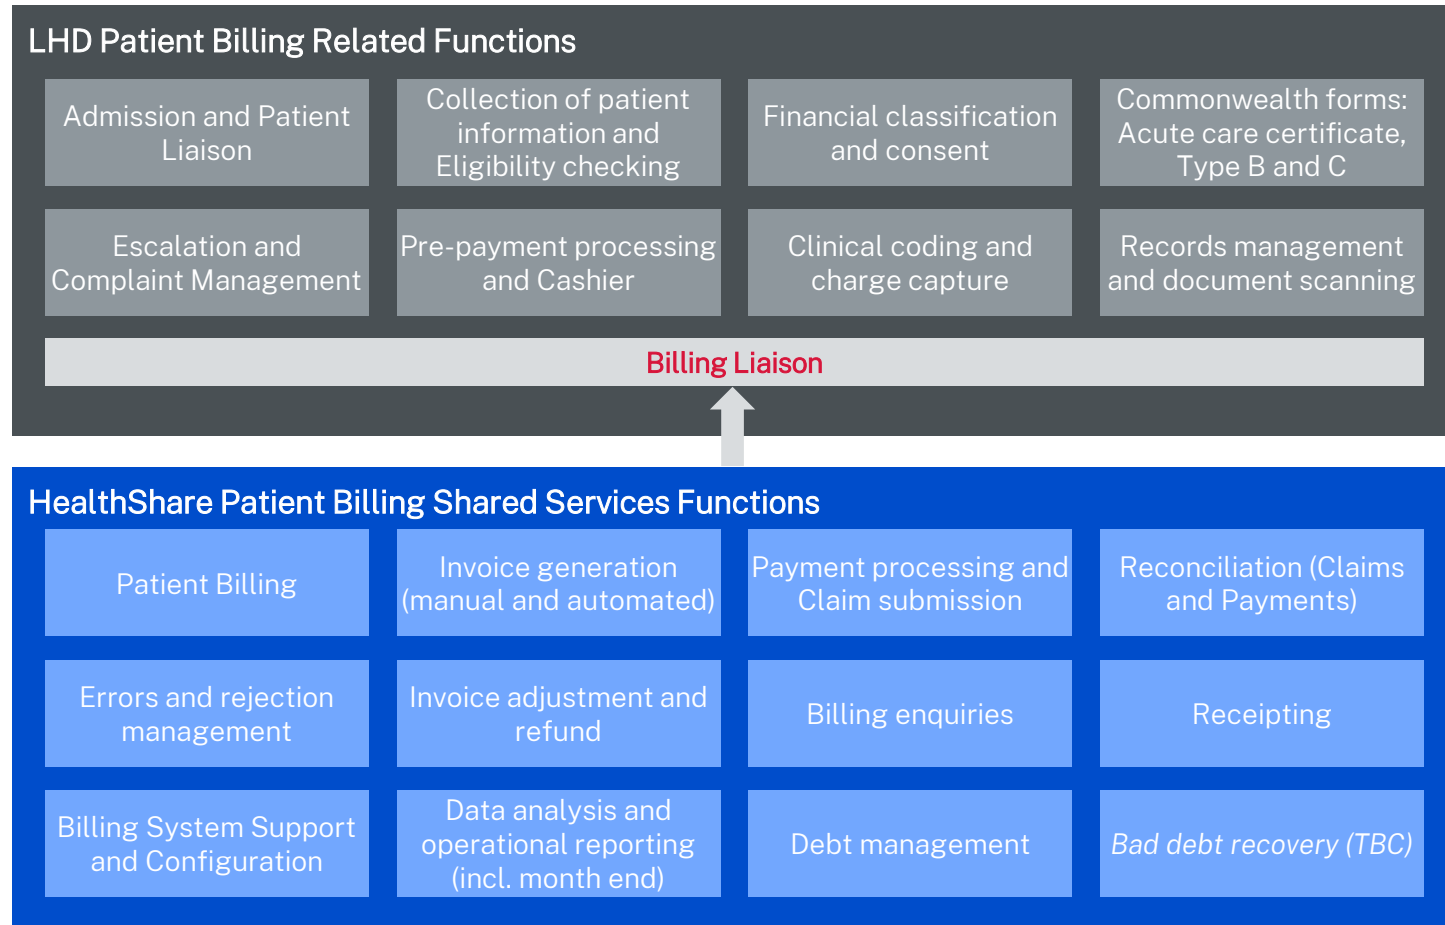 LHD Patient Billing Related Functions
Admission and Patient
Liaison
Collection of patient
information and
Eligibility checking
Financial classification
and consent
Commonwealth forms:
Acute care certificate,
Type B and C
Escalation and
Complaint Management
Pre-payment processing
and Cashier
Clinical coding and
charge capture
Records management
and document scanning
Billing Liaison
HealthShare Patient Billing Shared Services Functions
Patient Billing
Invoice generation
(manual and automated)
Payment processing and
Claim submission
Reconciliation (Claims
and Payments)
Errors and rejection
management
Invoice adjustment and
refund
Billing enquiries
Receipting
Billing System Support
and Configuration
Data analysis and
operational reporting
(incl. month end)
Debt management
Bad debt recovery (TBC)